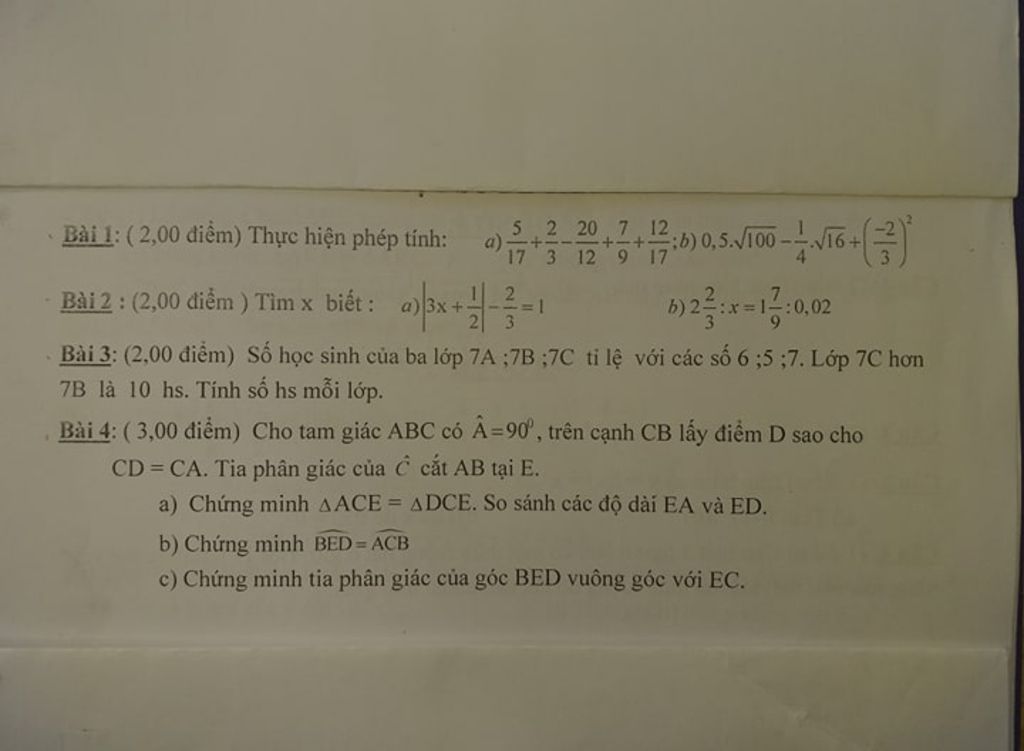 Bài 1: ( 2,00 điểm) Thực hiện phép tính: a) 5/17 + 2/3 − 20/12 + 7/9 + 12/17 ; b) 0,5.√100 − 1/4.√16 + (−2/3)²
Bài 2 : (2,00 điểm ) Tìm x biết : a) |3x + 1/2| − 2/3 = 1 b) 2 2/3 : x = 1 7/9 : 0,02
Bài 3: (2,00 điểm) Số học sinh của ba lớp 7A ;7B ;7C tỉ lệ với các số 6 ;5 ;7. Lớp 7C hơn
7B là 10 hs. Tính số hs mỗi lớp.
Bài 4: ( 3,00 điểm) Cho tam giác ABC có Â=90⁰, trên cạnh CB lấy điểm D sao cho
CD = CA. Tia phân giác của Ĉ cắt AB tại E.
a) Chứng minh ΔACE = ΔDCE. So sánh các độ dài EA và ED.
b) Chứng minh BED = ACB
c) Chứng minh tia phân giác của góc BED vuông góc với EC.